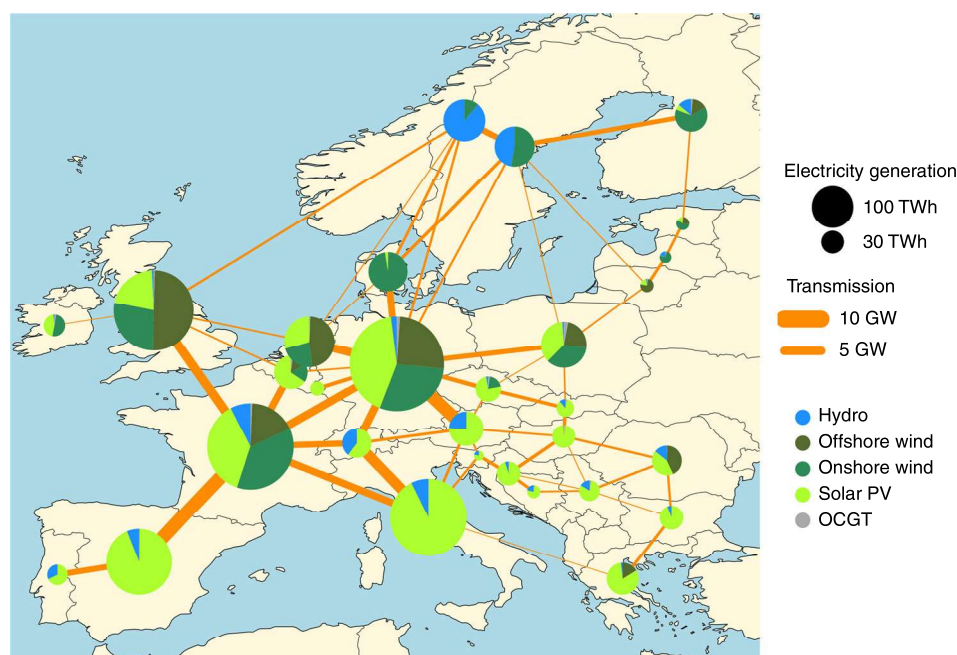 Electricity generation
100 TWh
30 TWh
Transmission
10 GW
5 GW
Hydro
Offshore wind
Onshore wind
Solar PV
OCGT